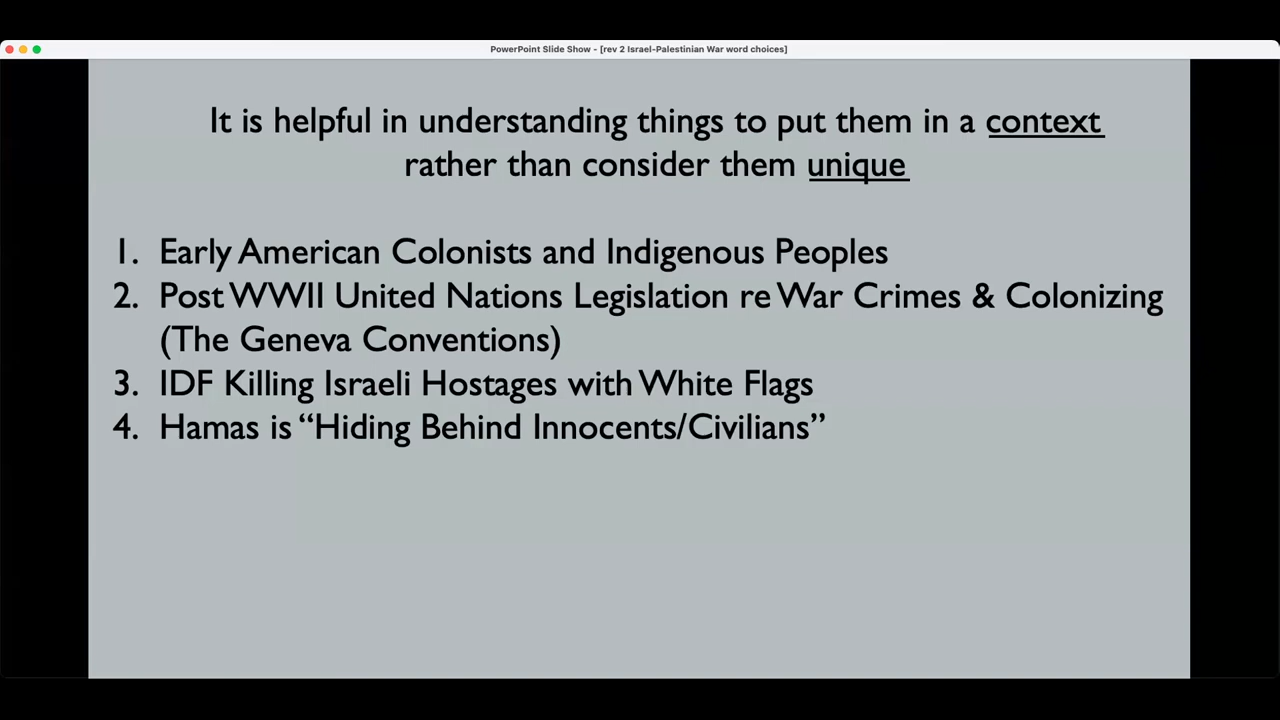 PowerPoint Slide Show - [rev 2 Israel-Palestinian War word choices]
It is helpful in understanding things to put them in a context
rather than consider them unique
1. Early American Colonists and Indigenous Peoples
2. Post WWII United Nations Legislation re War Crimes & Colonizing
(The Geneva Conventions)
3. IDF Killing Israeli Hostages with White Flags
4. Hamas is “Hiding Behind Innocents/Civilians”